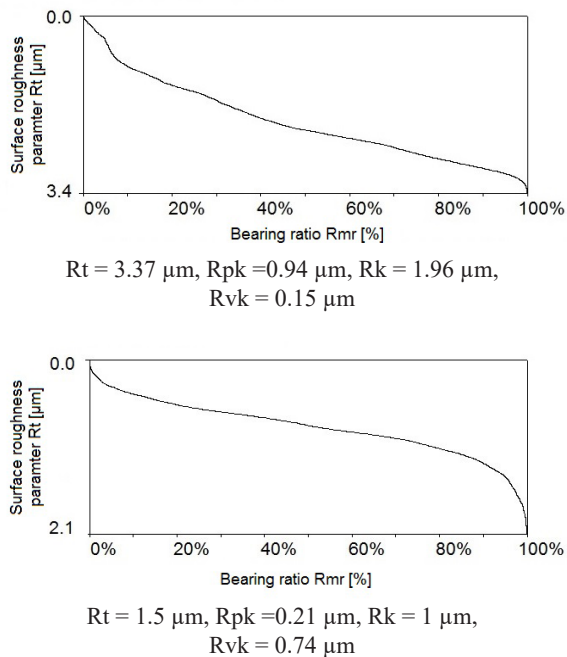 0.0
Surface roughness
paramter Rt [µm]
3.4
0% 20% 40% 60% 80% 100%
Bearing ratio Rmr [%]
Rt = 3.37 µm, Rpk =0.94 µm, Rk = 1.96 µm,
Rvk = 0.15 µm
0.0
Surface roughness
paramter Rt [µm]
2.1
0% 20% 40% 60% 80% 100%
Bearing ratio Rmr [%]
Rt = 1.5 µm, Rpk =0.21 µm, Rk = 1 µm,
Rvk = 0.74 µm